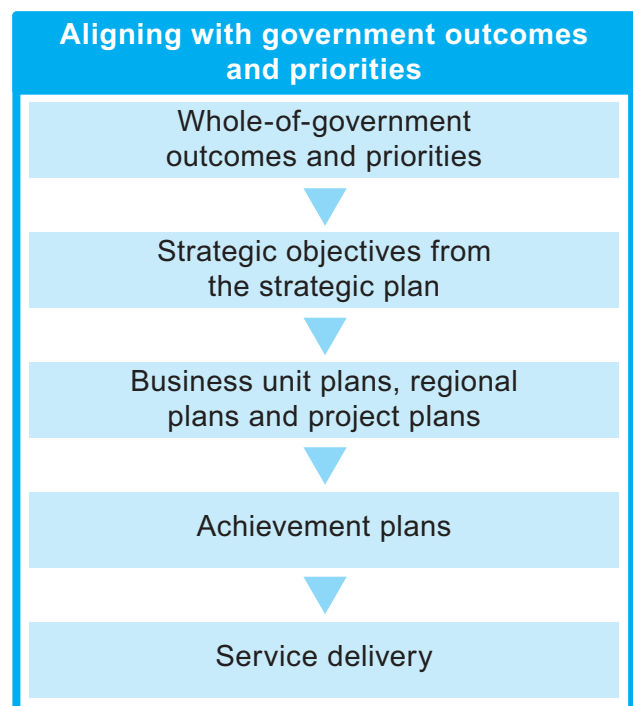 Aligning with government outcomes
and priorities
Whole-of-government
outcomes and priorities
Strategic objectives from
the strategic plan
Business unit plans, regional
plans and project plans
Achievement plans
Service delivery